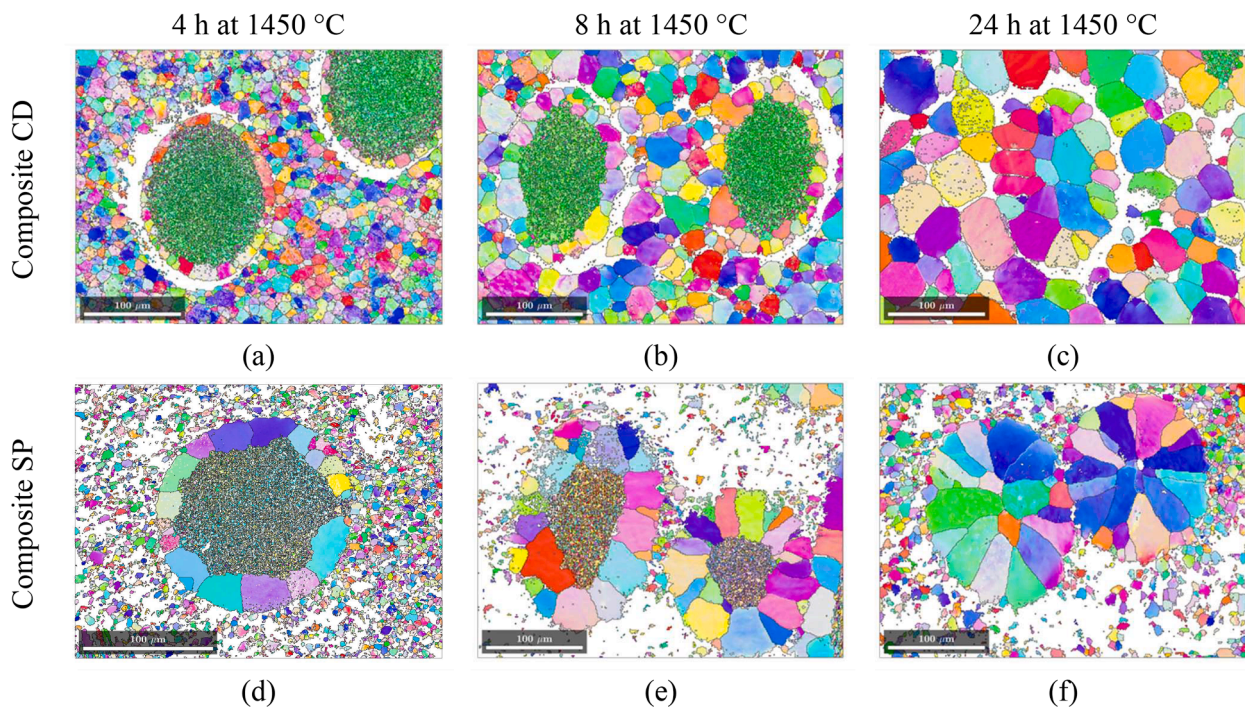 4 h at 1450 °C
8 h at 1450 °C
24 h at 1450 °C
Composite CD
100 μm
100 μm
100 μm
(a)
(b)
(c)
Composite SP
100 μm
100 μm
100 μm
(d)
(e)
(f)